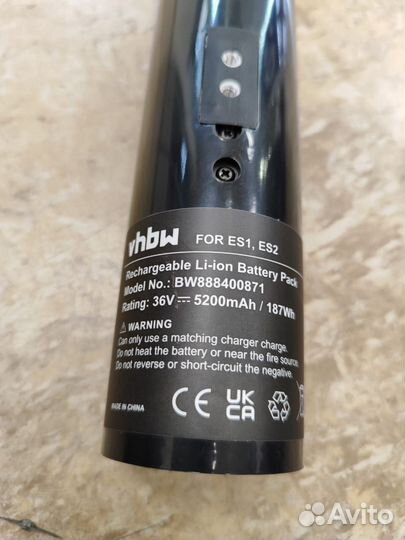 vhbw FOR ES1, ES2
Rechargeable Li-ion Battery Pack
Model No.: BW888400871
Rating: 36V ⎓ 5200mAh / 187Wh
⚠ WARNING
Can only use a matching charger charge.
Do not heat the battery or near the fire source.
Do not reverse or short-circuit the negative.
MADE IN CHINA
CE UK
CA
Avito